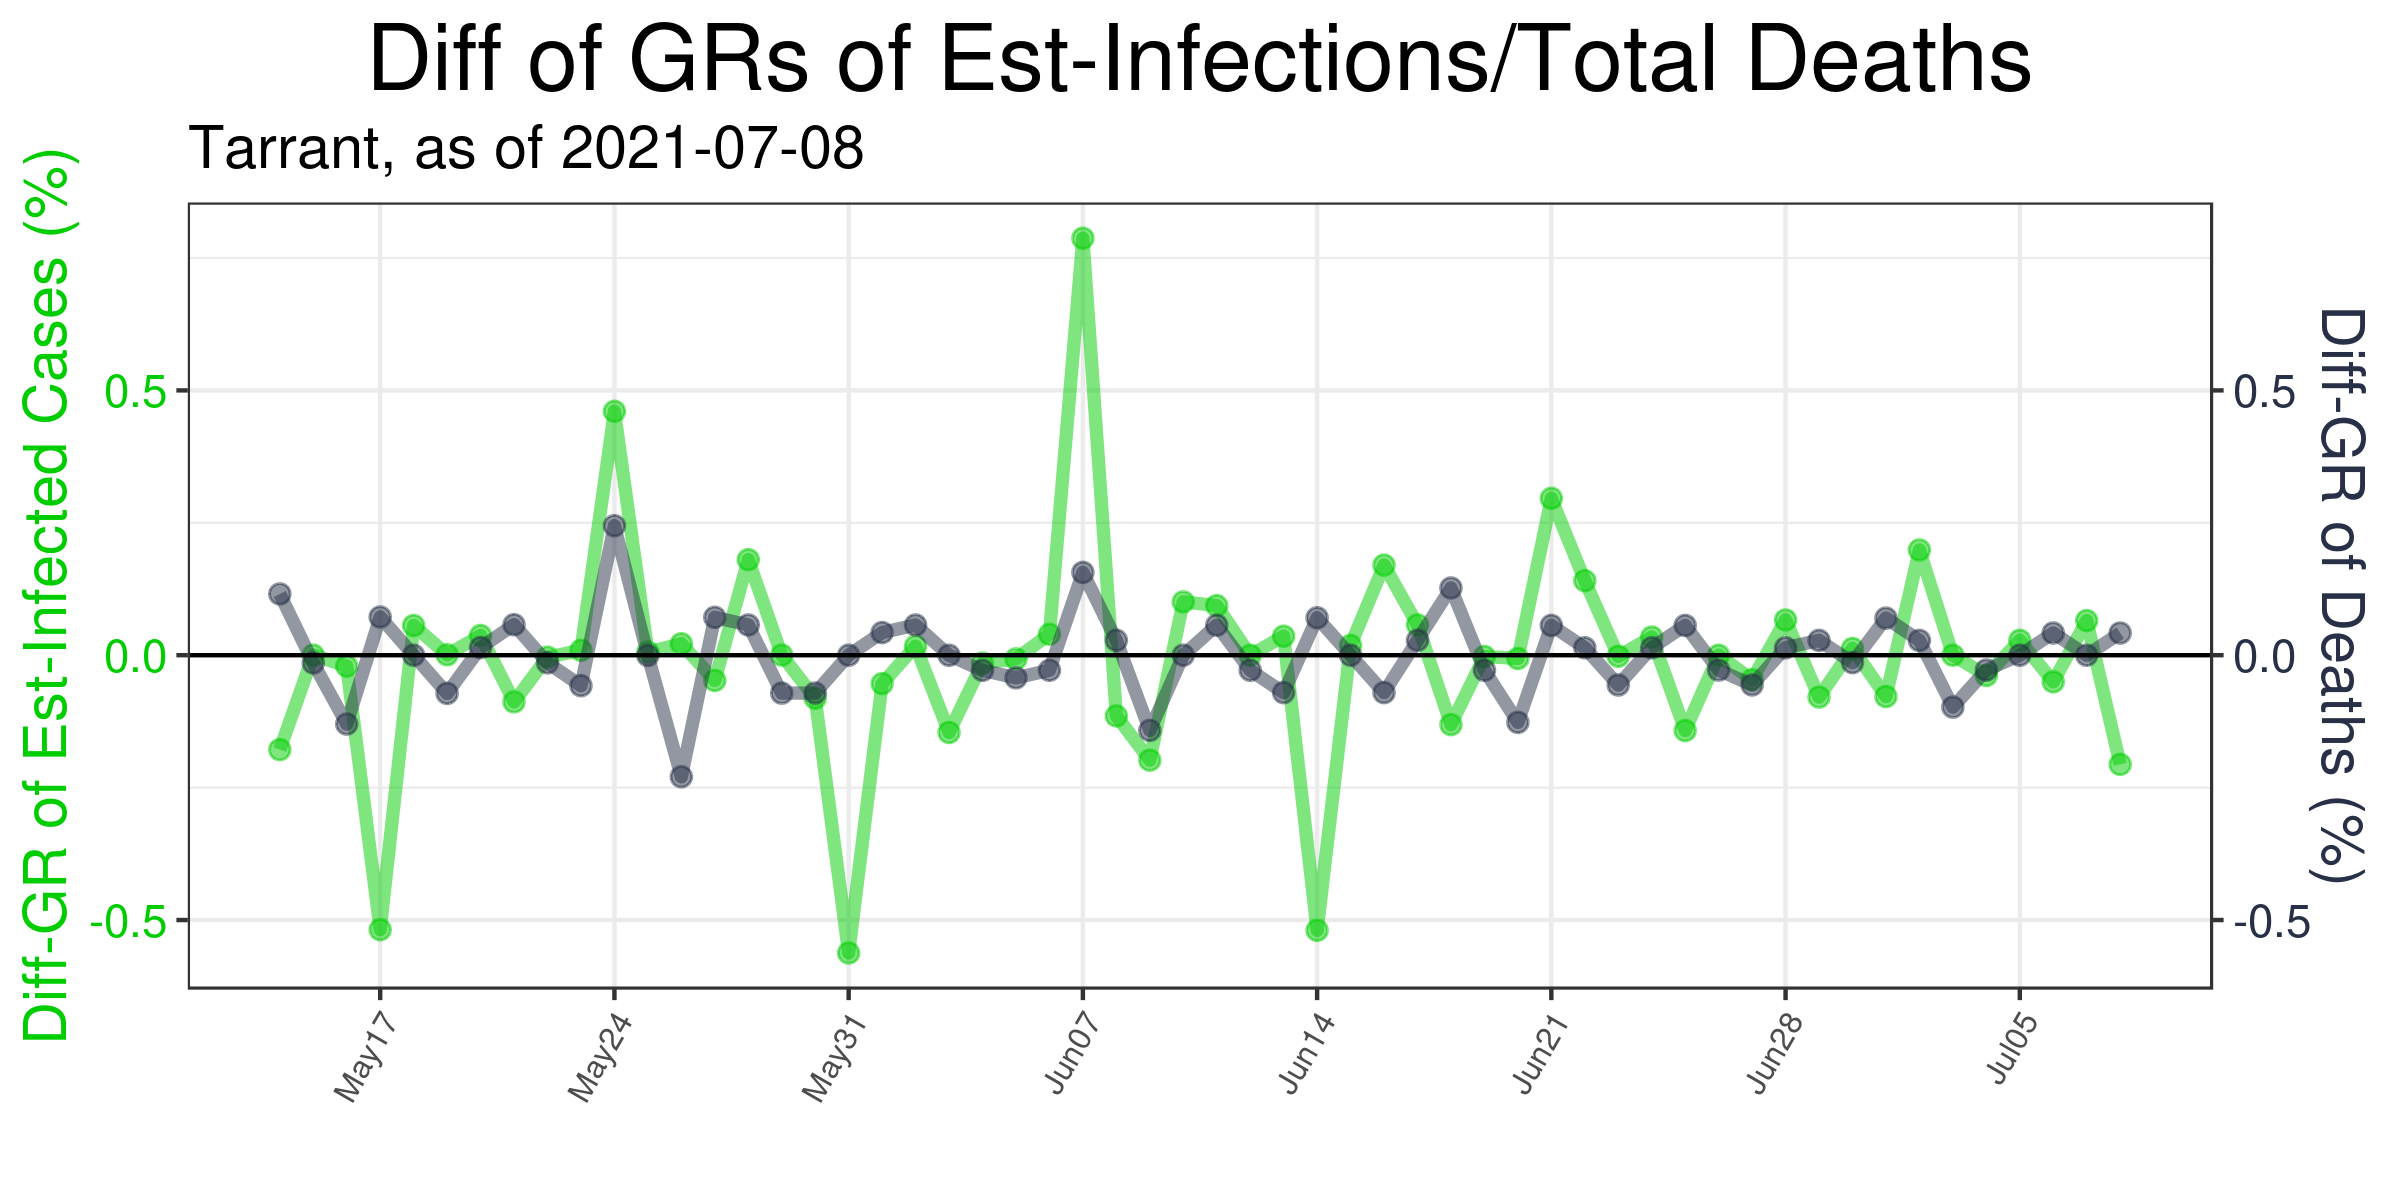 Diff of GRs of Est-Infections/Total Deaths
Tarrant, as of 2021-07-08
Diff-GR of Est-Infected Cases (%)
0.5
0.0
-0.5
0.5
0.0
-0.5
Diff-GR of Deaths (%)
May17
May24
May31
Jun07
Jun14
Jun21
Jun28
Jul05